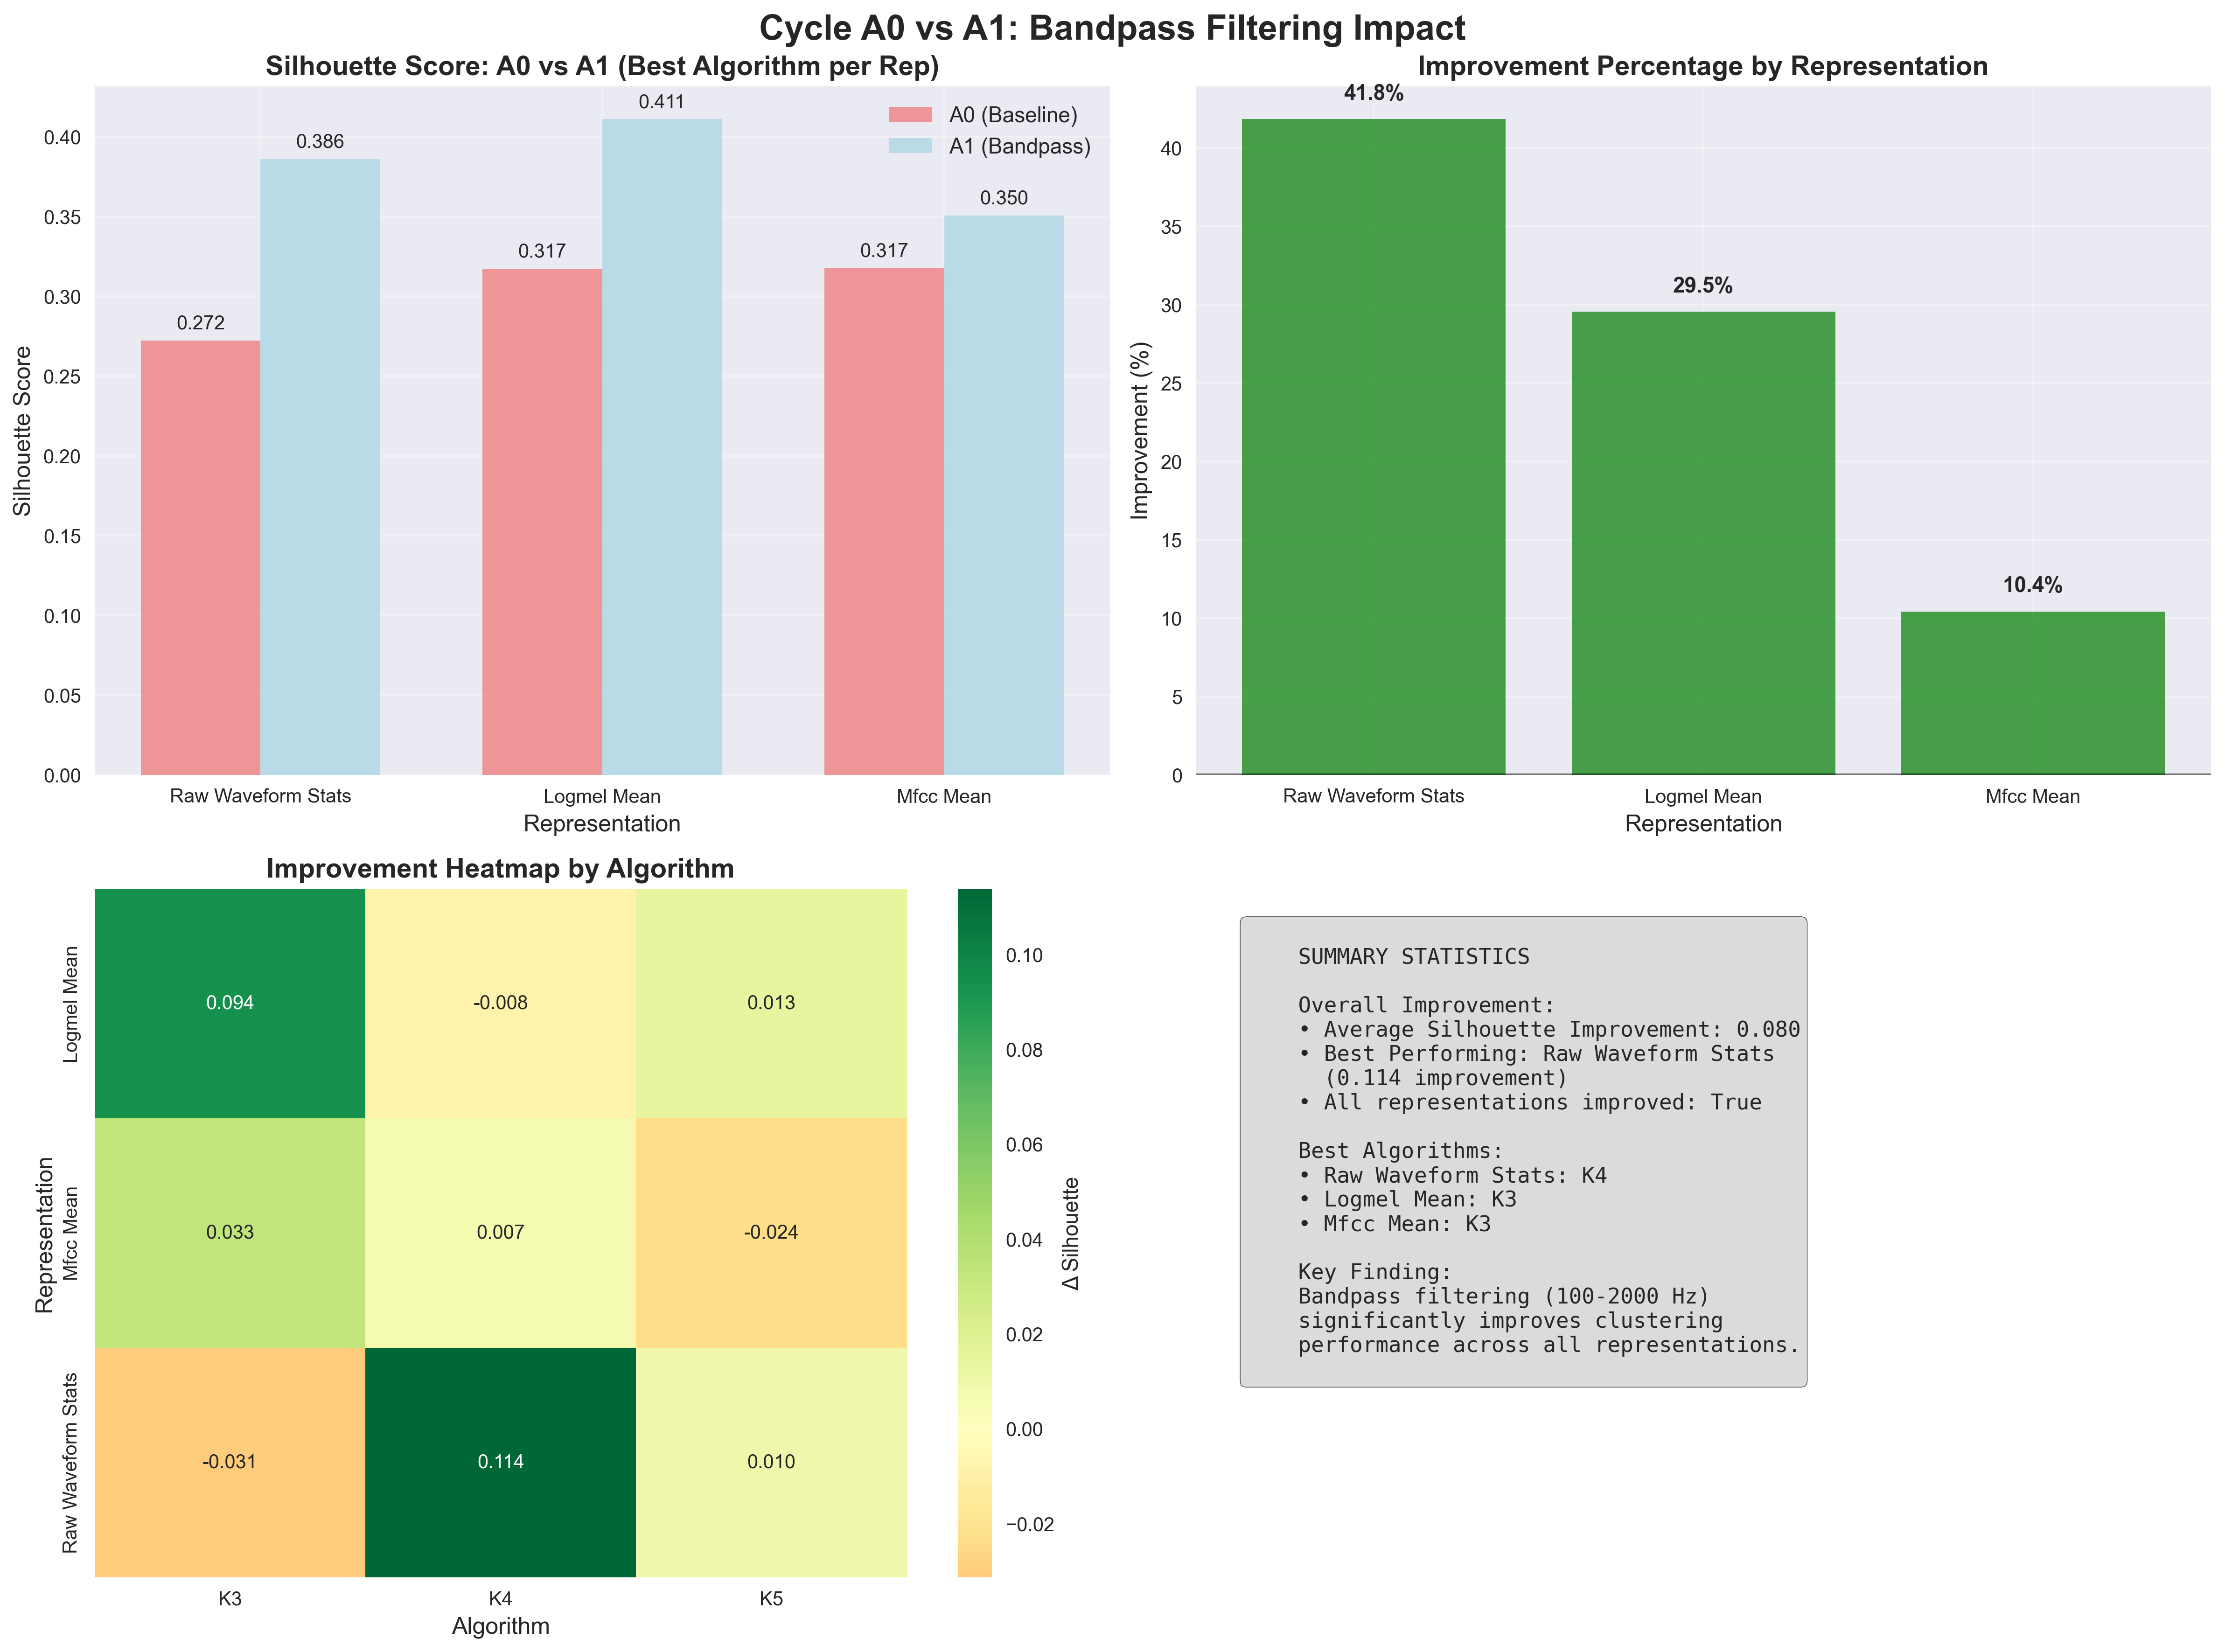 Cycle A0 vs A1: Bandpass Filtering Impact
Silhouette Score: A0 vs A1 (Best Algorithm per Rep)
Silhouette Score
0.40
0.35
0.30
0.25
0.20
0.15
0.10
0.05
0.00
0.272
0.386
0.317
0.411
0.317
0.350
A0 (Baseline)
A1 (Bandpass)
Raw Waveform Stats
Logmel Mean
Mfcc Mean
Representation
Improvement Percentage by Representation
Improvement (%)
40
35
30
25
20
15
10
5
0
41.8%
29.5%
10.4%
Raw Waveform Stats
Logmel Mean
Mfcc Mean
Representation
Improvement Heatmap by Algorithm
Representation
Logmel Mean
Mfcc Mean
Raw Waveform Stats
0.094 -0.008 0.013
0.033 0.007 -0.024
-0.031 0.114 0.010
K3 K4 K5
Algorithm
0.10
0.08
0.06
0.04
0.02
0.00
−0.02
Δ Silhouette
SUMMARY STATISTICS
Overall Improvement:
• Average Silhouette Improvement: 0.080
• Best Performing: Raw Waveform Stats
(0.114 improvement)
• All representations improved: True
Best Algorithms:
• Raw Waveform Stats: K4
• Logmel Mean: K3
• Mfcc Mean: K3
Key Finding:
Bandpass filtering (100-2000 Hz)
significantly improves clustering
performance across all representations.